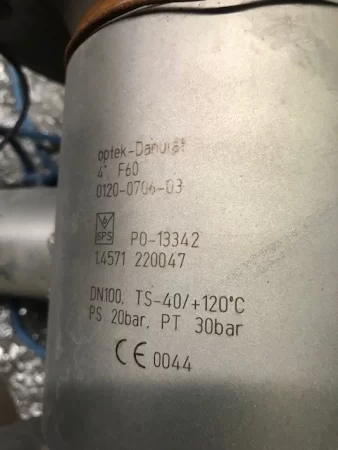 optek-Danulat
4", F60
0120-0706-03
SPS PO-13342
1.4571 220047
DN100, TS-40/+120°C
PS 20bar, PT 30bar
CE 0044